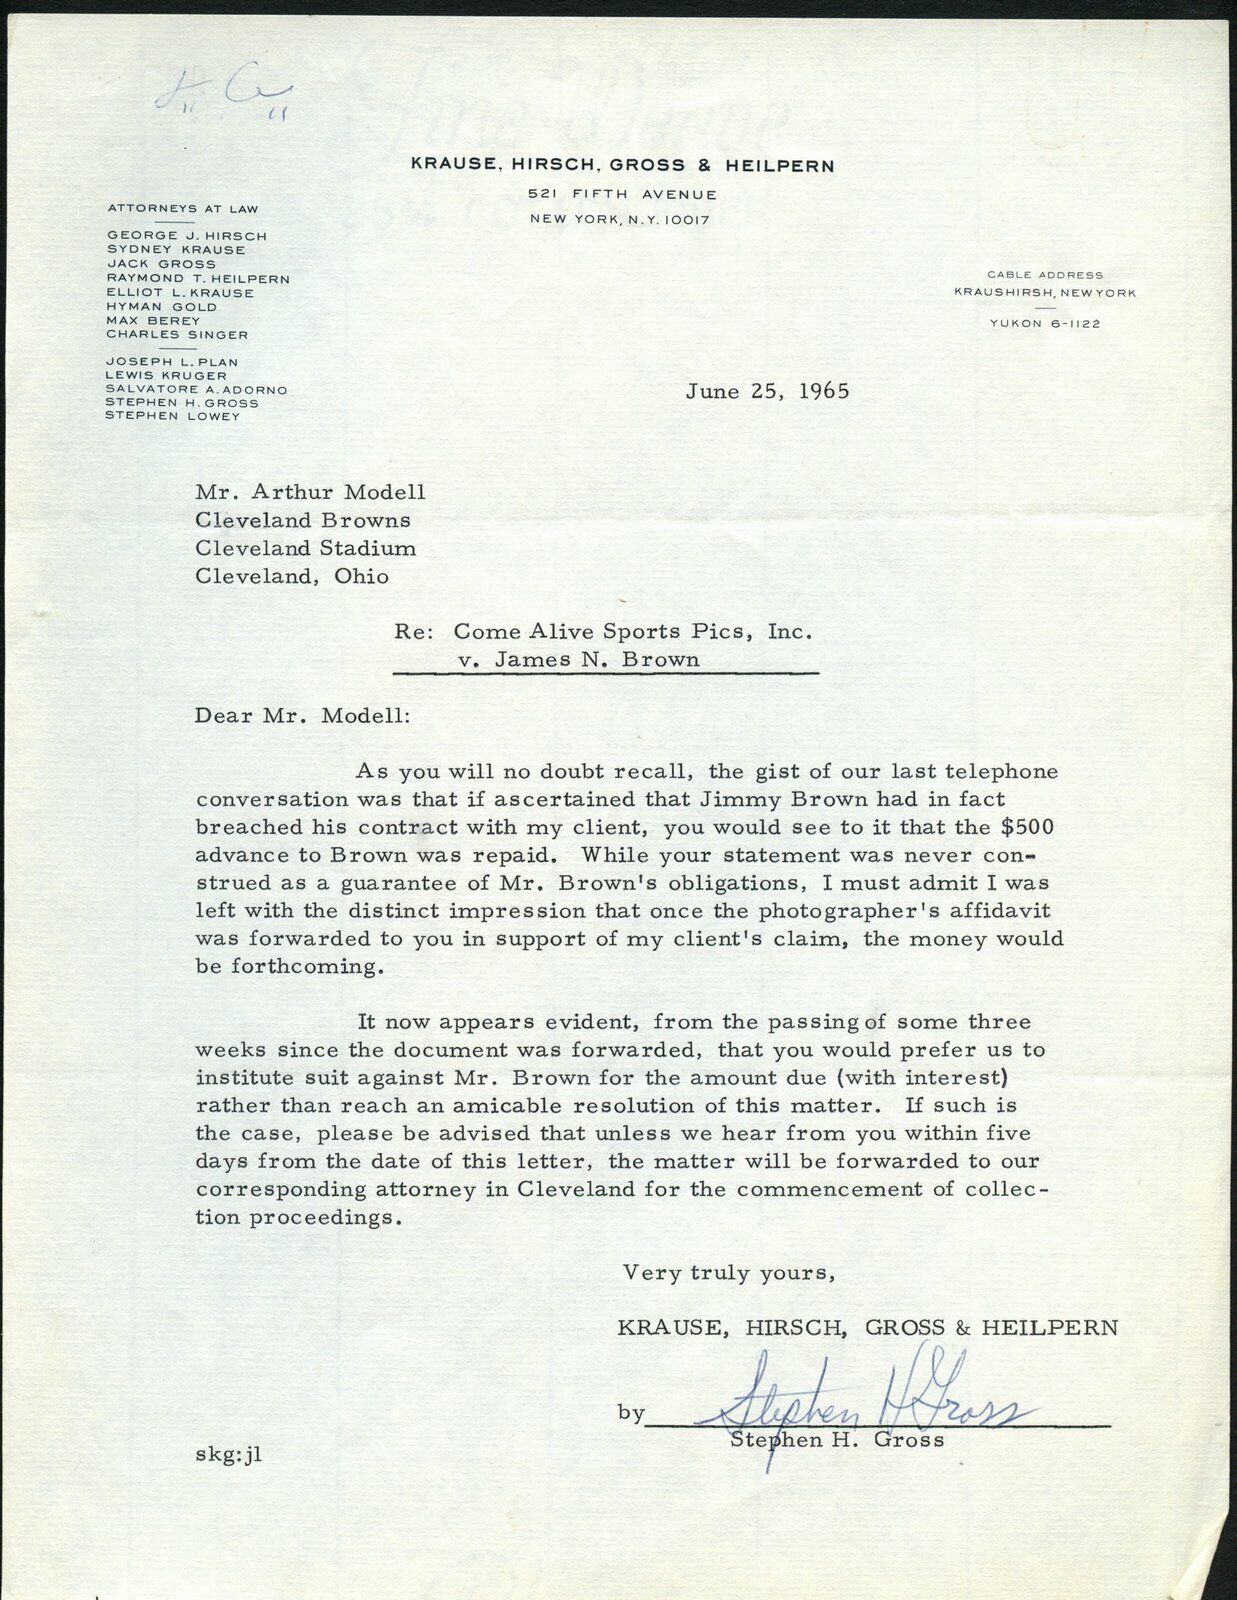 KRAUSE, HIRSCH, GROSS & HEILPERN
521 FIFTH AVENUE
NEW YORK, N.Y. 10017
ATTORNEYS AT LAW
GEORGE J. HIRSCH
SYDNEY KRAUSE
JACK GROSS
RAYMOND T. HEILPERN
ELLIOT L. KRAUSE
HYMAN GOLD
MAX BEREY
CHARLES SINGER
JOSEPH L. PLAN
LEWIS KRUGER
SALVATORE A. ADORNO
STEPHEN H. GROSS
STEPHEN LOWEY
CABLE ADDRESS
KRAUSHIRSH, NEW YORK
YUKON 6-1122
June 25, 1965
Mr. Arthur Modell
Cleveland Browns
Cleveland Stadium
Cleveland, Ohio
Re: Come Alive Sports Pics, Inc.
v. James N. Brown
Dear Mr. Modell:
As you will no doubt recall, the gist of our last telephone
conversation was that if ascertained that Jimmy Brown had in fact
breached his contract with my client, you would see to it that the $500
advance to Brown was repaid. While your statement was never con-
strued as a guarantee of Mr. Brown's obligations, I must admit I was
left with the distinct impression that once the photographer's affidavit
was forwarded to you in support of my client's claim, the money would
be forthcoming.
It now appears evident, from the passing of some three
weeks since the document was forwarded, that you would prefer us to
institute suit against Mr. Brown for the amount due (with interest)
rather than reach an amicable resolution of this matter. If such is
the case, please be advised that unless we hear from you within five
days from the date of this letter, the matter will be forwarded to our
corresponding attorney in Cleveland for the commencement of collec-
tion proceedings.
Very truly yours,
KRAUSE, HIRSCH, GROSS & HEILPERN
by Stephen H Gross
Stephen H. Gross
skg:jl